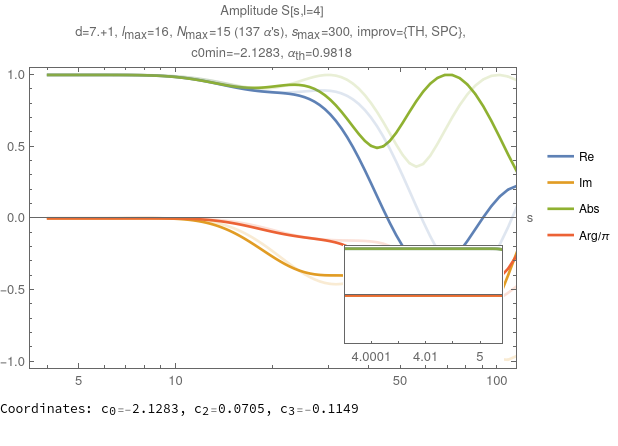 Amplitude S[s,l=4]
d=7.+1, lmax=16, Nmax=15 (137 α's), smax=300, improv={TH, SPC},
c0min=−2.1283, αth=0.9818
1.0
0.5
0.0
−0.5
−1.0
s
Re
Im
Abs
Arg/π
4.0001 4.01 5
5 10 50 100
Coordinates: c0=−2.1283, c2=0.0705, c3=−0.1149